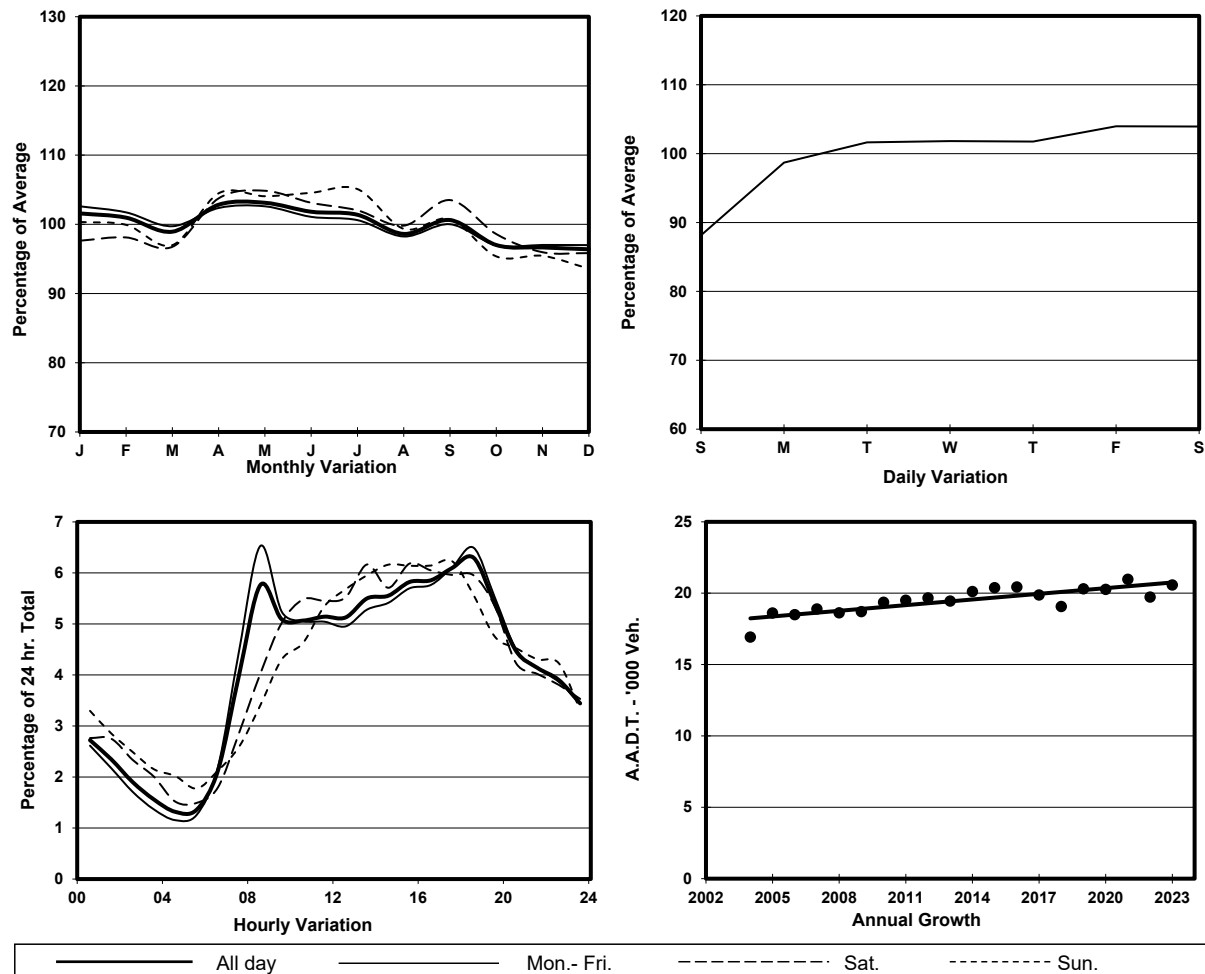 130
120
110
100
90
80
70
Percentage of Average
J F M A M J J A S O N D
Monthly Variation
120
110
100
90
80
70
60
Percentage of Average
S M T W T F S
Daily Variation
7
6
5
4
3
2
1
0
Percentage of 24 hr. Total
00 04 08 12 16 20 24
Hourly Variation
25
20
15
10
5
0
A.A.D.T. - '000 Veh.
2002 2005 2008 2011 2014 2017 2020 2023
Annual Growth
All day Mon.- Fri. Sat. Sun.